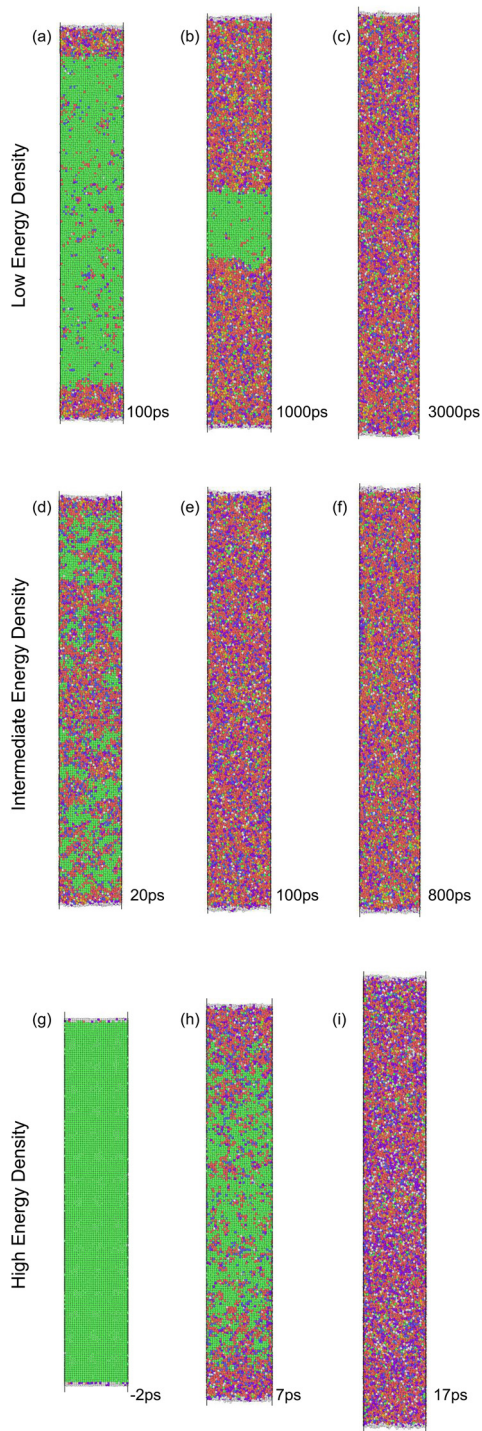 (a)
(b)
(c)
Low Energy Density
100ps
1000ps
3000ps
(d)
(e)
(f)
Intermediate Energy Density
20ps
100ps
800ps
(g)
(h)
(i)
High Energy Density
-2ps
7ps
17ps